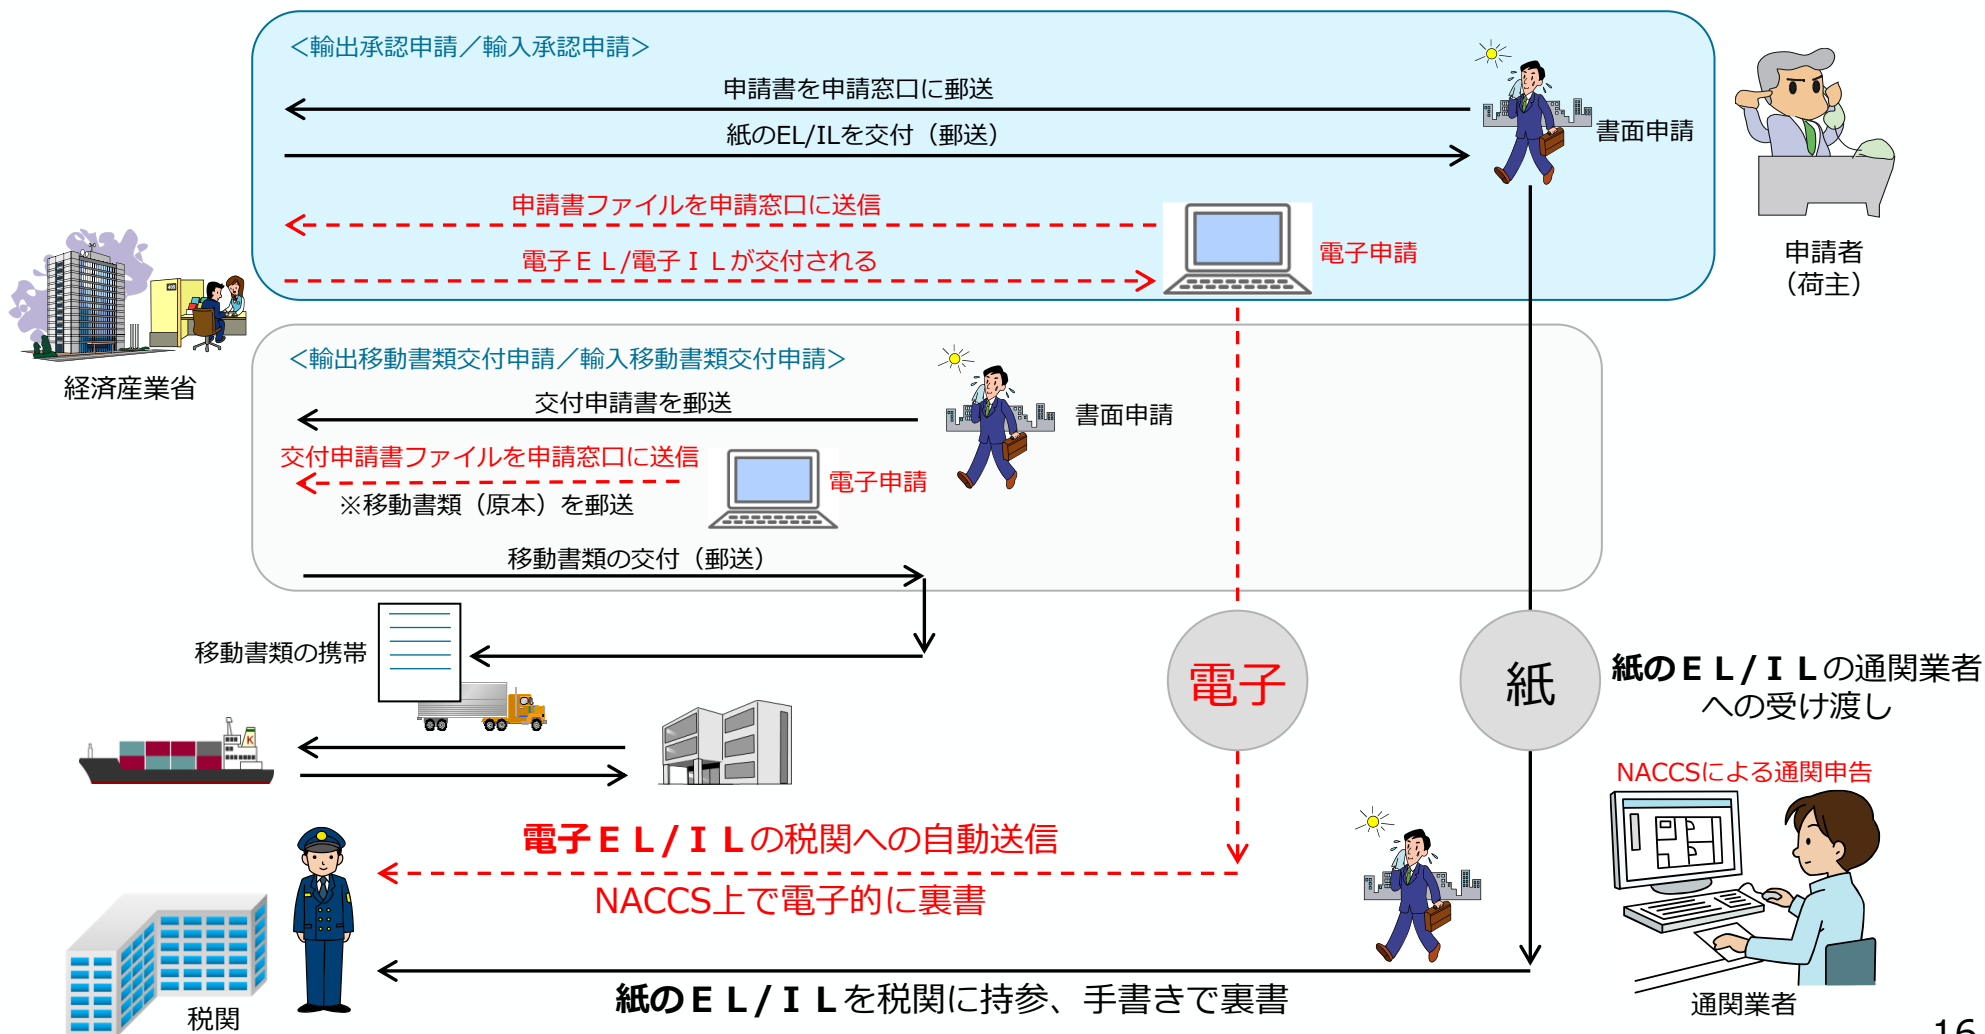 ＜輸出承認申請／輸入承認申請＞
申請書を申請窓口に郵送
紙のEL/ILを交付（郵送）
書面申請
申請書ファイルを申請窓口に送信
電子ＥＬ/電子ＩＬが交付される
電子申請
申請者
（荷主）
経済産業省
＜輸出移動書類交付申請／輸入移動書類交付申請＞
交付申請書を郵送
書面申請
交付申請書ファイルを申請窓口に送信
※移動書類（原本）を郵送
電子申請
移動書類の交付（郵送）
移動書類の携帯
電子
紙
紙のＥＬ/ＩＬの通関業者
への受け渡し
K
NACCSによる通関申告
電子ＥＬ/ＩＬの税関への自動送信
NACCS上で電子的に裏書
紙のＥＬ/ＩＬを税関に持参、手書きで裏書
税関
通関業者
16